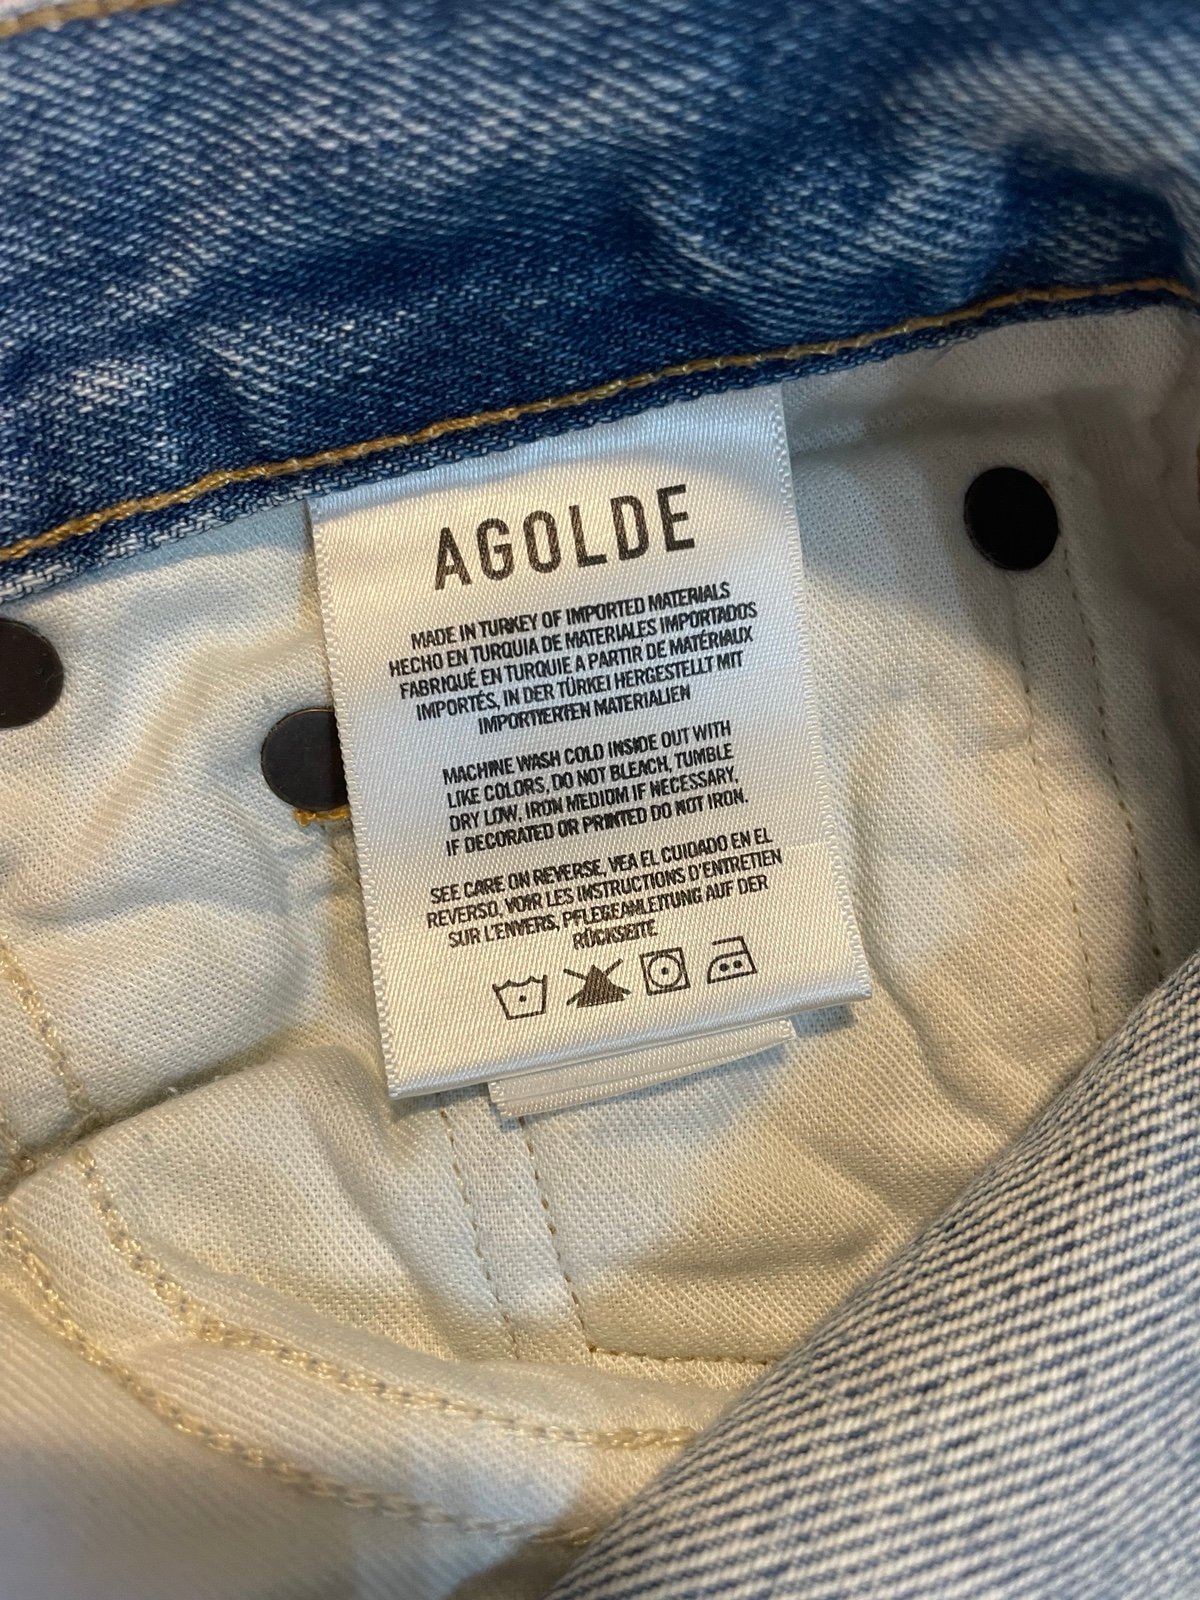 AGOLDE
MADE IN TURKEY OF IMPORTED MATERIALS
HECHO EN TURQUIA DE MATERIALES IMPORTADOS
FABRIQUÉ EN TURQUIE A PARTIR DE MATÉRIAUX
IMPORTÉS, IN DER TÜRKEI HERGESTELLT MIT
IMPORTIERTEN MATERIALIEN
MACHINE WASH COLD INSIDE OUT WITH
LIKE COLORS, DO NOT BLEACH, TUMBLE
DRY LOW, IRON MEDIUM IF NECESSARY,
IF DECORATED OR PRINTED DO NOT IRON.
SEE CARE ON REVERSE, VEA EL CUIDADO EN EL
REVERSO, VOIR LES INSTRUCTIONS D'ENTRETIEN
SUR L'ENVERS, PFLEGEANLEITUNG AUF DER
RÜCKSEITE